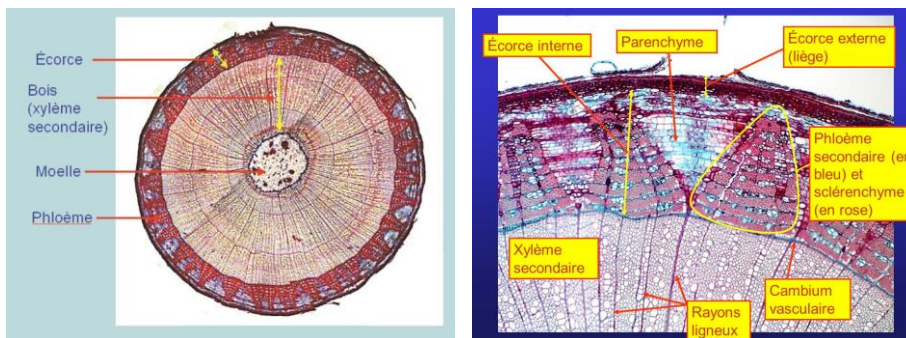 Écorce
Bois
(xylème
secondaire)
Moelle
Phloème
Écorce interne
Parenchyme
Écorce externe
(liège)
Phloème
secondaire (en
bleu) et
sclérenchyme
(en rose)
Xylème
secondaire
Rayons
ligneux
Cambium
vasculaire